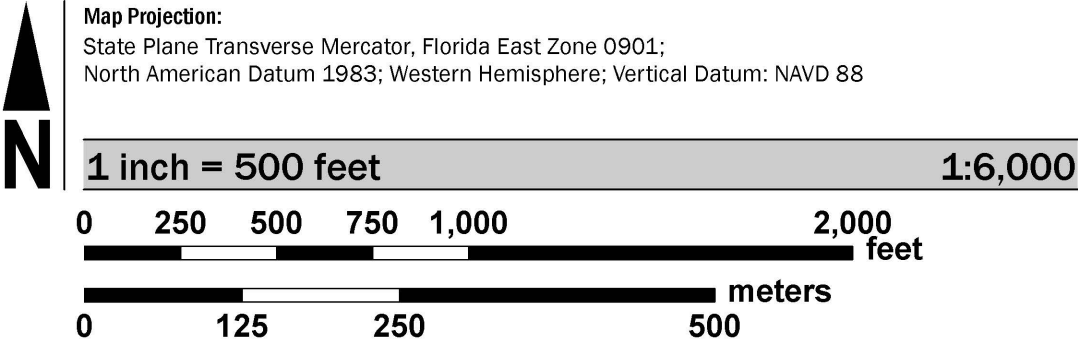 Map Projection:
State Plane Transverse Mercator, Florida East Zone 0901;
North American Datum 1983; Western Hemisphere; Vertical Datum: NAVD 88
N
1 inch = 500 feet 1:6,000
0 250 500 750 1,000 2,000
feet
meters
0 125 250 500